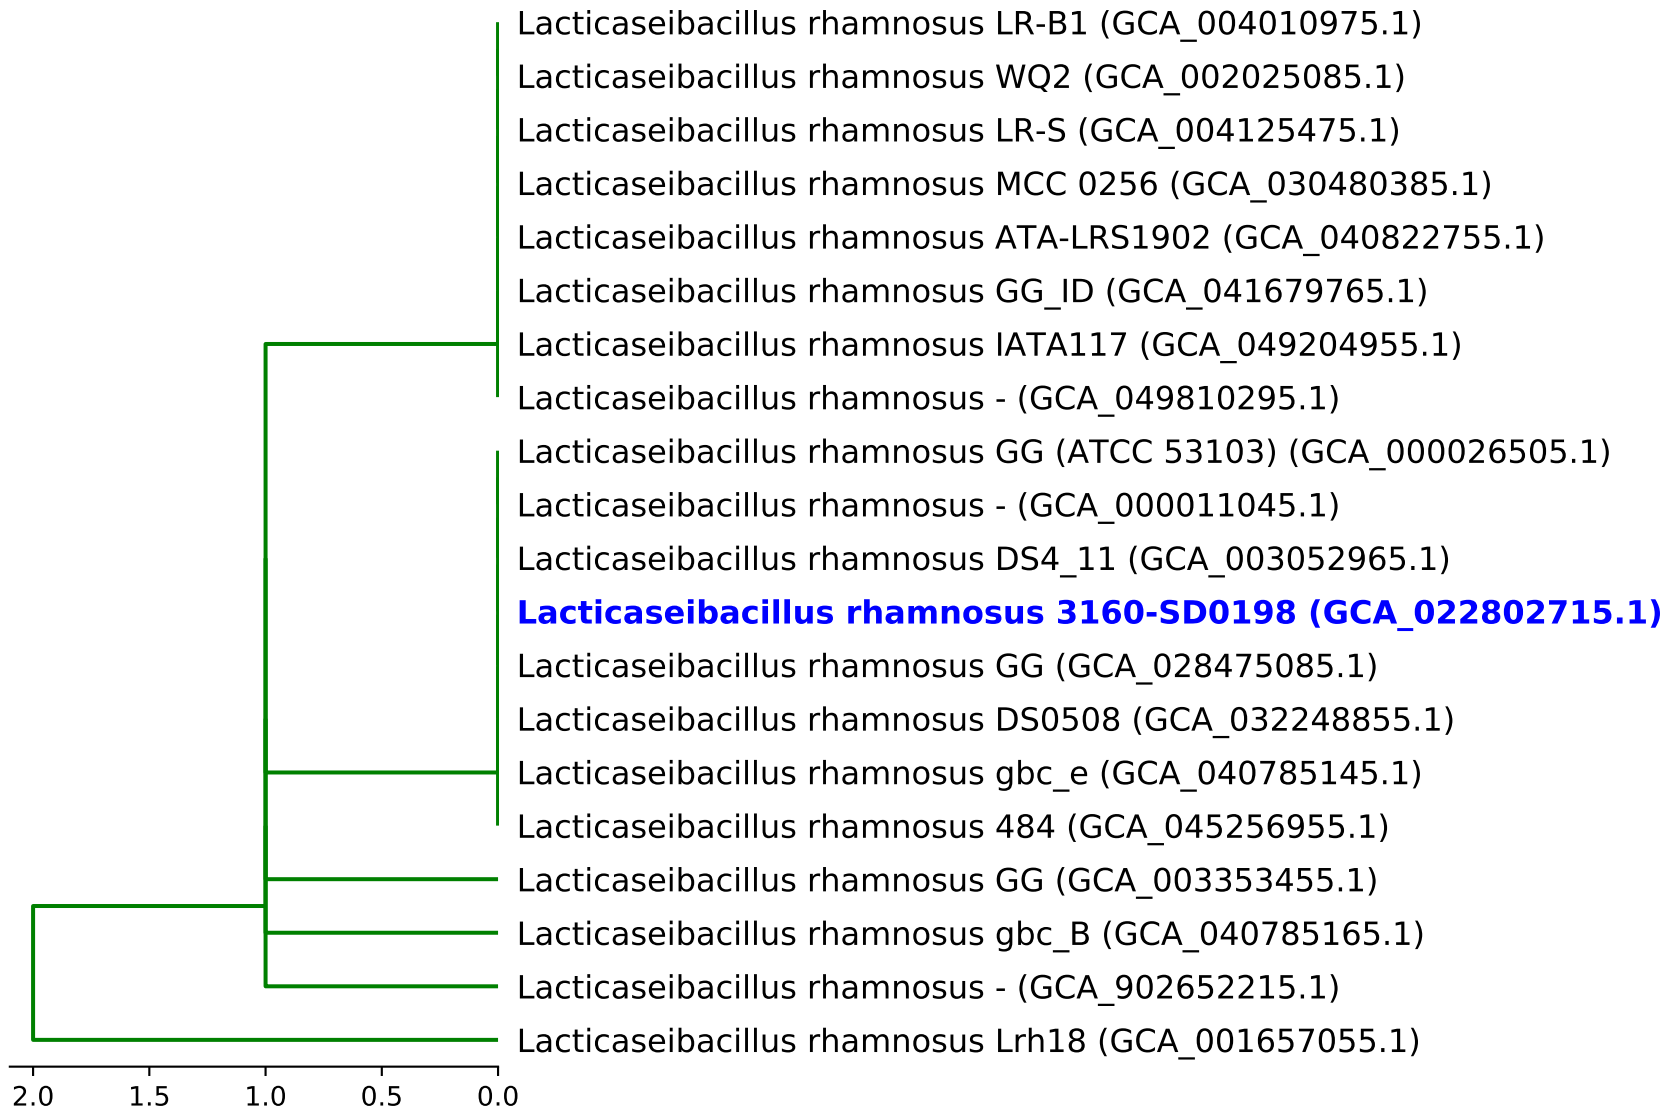 Lacticaseibacillus rhamnosus LR-B1 (GCA_004010975.1)
Lacticaseibacillus rhamnosus WQ2 (GCA_002025085.1)
Lacticaseibacillus rhamnosus LR-S (GCA_004125475.1)
Lacticaseibacillus rhamnosus MCC 0256 (GCA_030480385.1)
Lacticaseibacillus rhamnosus ATA-LRS1902 (GCA_040822755.1)
Lacticaseibacillus rhamnosus GG_ID (GCA_041679765.1)
Lacticaseibacillus rhamnosus IATA117 (GCA_049204955.1)
Lacticaseibacillus rhamnosus - (GCA_049810295.1)
Lacticaseibacillus rhamnosus GG (ATCC 53103) (GCA_000026505.1)
Lacticaseibacillus rhamnosus - (GCA_000011045.1)
Lacticaseibacillus rhamnosus DS4_11 (GCA_003052965.1)
Lacticaseibacillus rhamnosus 3160-SD0198 (GCA_022802715.1)
Lacticaseibacillus rhamnosus GG (GCA_028475085.1)
Lacticaseibacillus rhamnosus DS0508 (GCA_032248855.1)
Lacticaseibacillus rhamnosus gbc_e (GCA_040785145.1)
Lacticaseibacillus rhamnosus 484 (GCA_045256955.1)
Lacticaseibacillus rhamnosus GG (GCA_003353455.1)
Lacticaseibacillus rhamnosus gbc_B (GCA_040785165.1)
Lacticaseibacillus rhamnosus - (GCA_902652215.1)
Lacticaseibacillus rhamnosus Lrh18 (GCA_001657055.1)
2.0 1.5 1.0 0.5 0.0